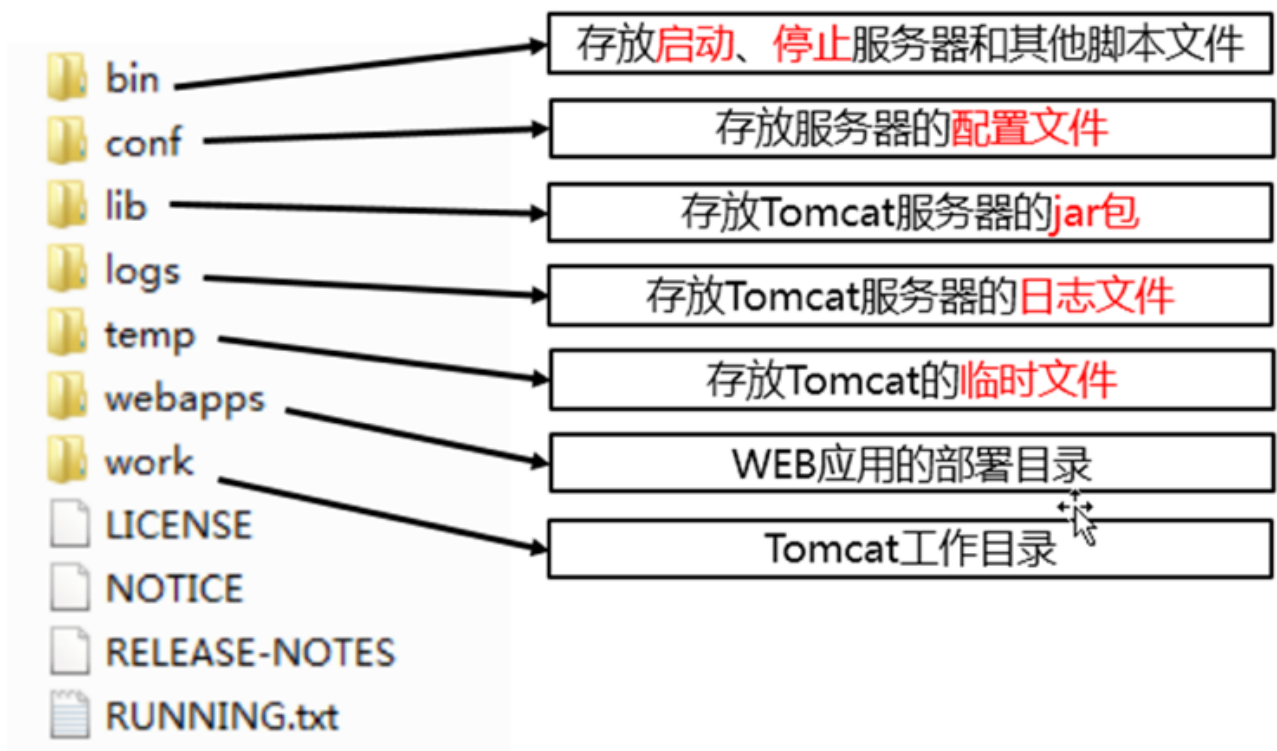 bin
存放启动、停止服务器和其他脚本文件
conf
存放服务器的配置文件
lib
存放Tomcat服务器的jar包
logs
存放Tomcat服务器的日志文件
temp
存放Tomcat的临时文件
webapps
WEB应用的部署目录
work
Tomcat工作目录
LICENSE
NOTICE
RELEASE-NOTES
RUNNING.txt